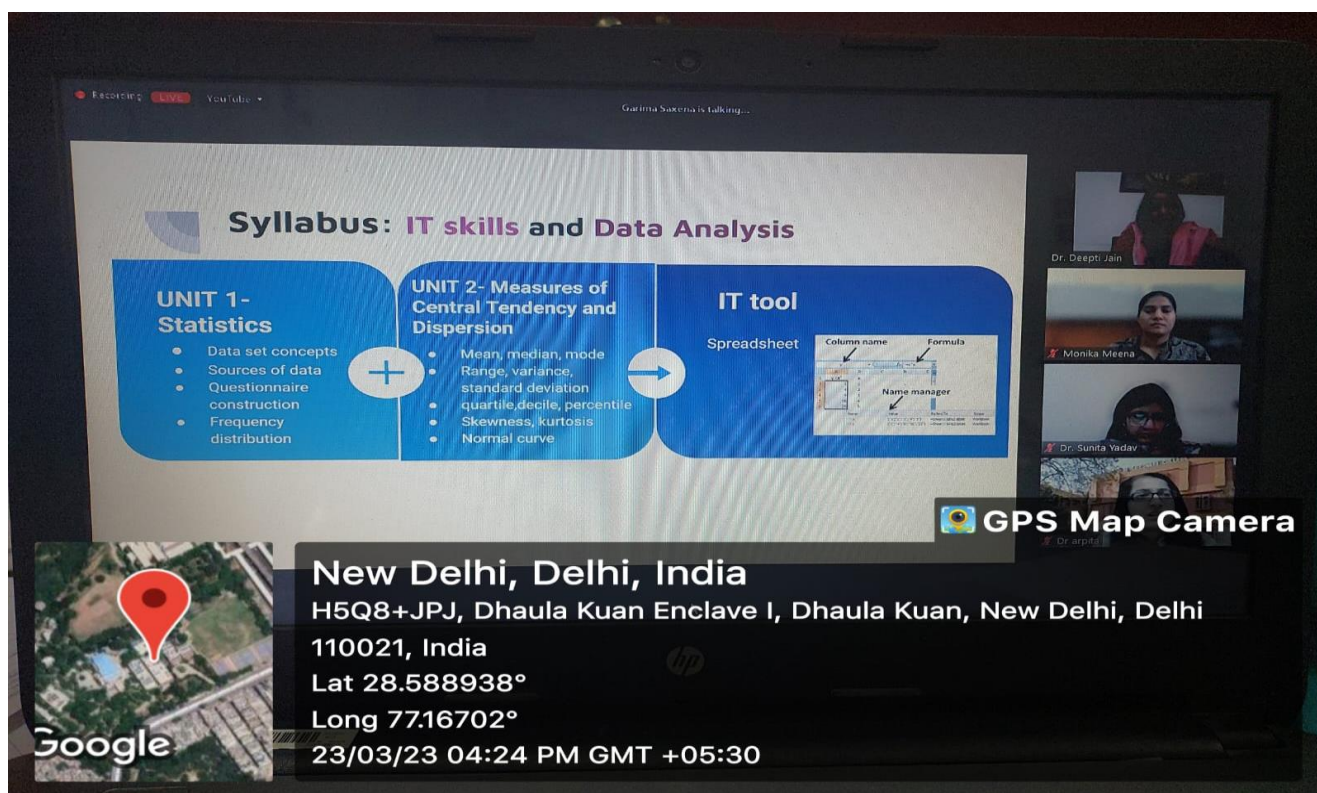 Recording LIVE YouTube
Garima Saxena is talking...
Syllabus: IT skills and Data Analysis
UNIT 1-
Statistics
Data set concepts
Sources of data
Questionnaire
construction
Frequency
distribution
+
UNIT 2- Measures of
Central Tendency and
Dispersion
Mean, median, mode
Range, variance,
standard deviation
quartile,decile, percentile
Skewness, kurtosis
Normal curve
IT tool
Spreadsheet
Column name Formula
Name manager
Dr. Deepti Jain
Monika Meena
Dr. Sunita Yadav
Dr arpita
GPS Map Camera
New Delhi, Delhi, India
H5Q8+JPJ, Dhaula Kuan Enclave I, Dhaula Kuan, New Delhi, Delhi
110021, India
Lat 28.588938°
Long 77.16702°
23/03/23 04:24 PM GMT +05:30
Google
hp